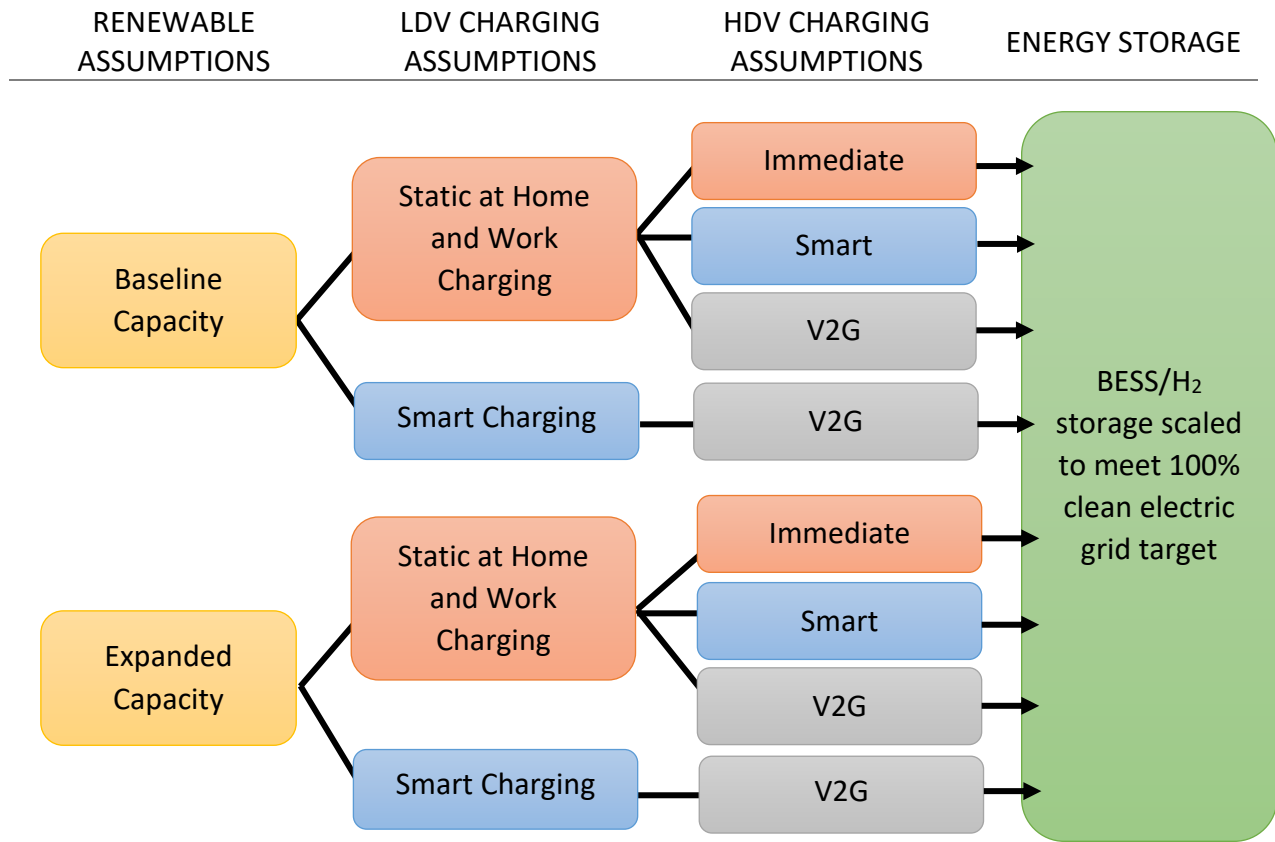 RENEWABLE
ASSUMPTIONS
LDV CHARGING
ASSUMPTIONS
HDV CHARGING
ASSUMPTIONS
ENERGY STORAGE
Baseline
Capacity
Static at Home
and Work
Charging
Smart Charging
Immediate
Smart
V2G
V2G
Expanded
Capacity
Static at Home
and Work
Charging
Smart Charging
Immediate
Smart
V2G
V2G
BESS/H₂
storage scaled
to meet 100%
clean electric
grid target